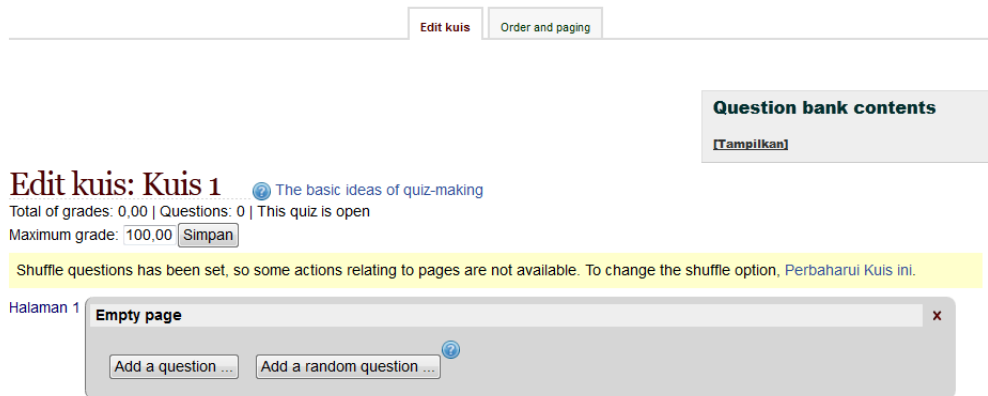 Edit kuis
Order and paging
Question bank contents
[Tampilkan]
Edit kuis: Kuis 1 The basic ideas of quiz-making
Total of grades: 0,00 | Questions: 0 | This quiz is open
Maximum grade: 100,00 Simpan
Shuffle questions has been set, so some actions relating to pages are not available. To change the shuffle option, Perbaharui Kuis ini.
Halaman 1
Empty page x
Add a question ... Add a random question ...